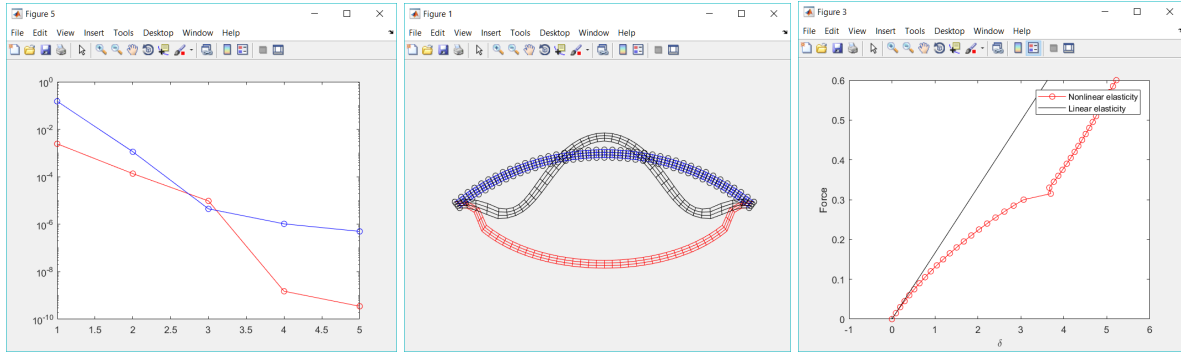 Figure 5
File Edit View Insert Tools Desktop Window Help
10^0
10^-2
10^-4
10^-6
10^-8
10^-10
1 1.5 2 2.5 3 3.5 4 4.5 5
Figure 1
File Edit View Insert Tools Desktop Window Help
Figure 3
File Edit View Insert Tools Desktop Window Help
Nonlinear elasticity
Linear elasticity
Force
0.6
0.5
0.4
0.3
0.2
0.1
0
-1 0 1 2 3 4 5 6
δ